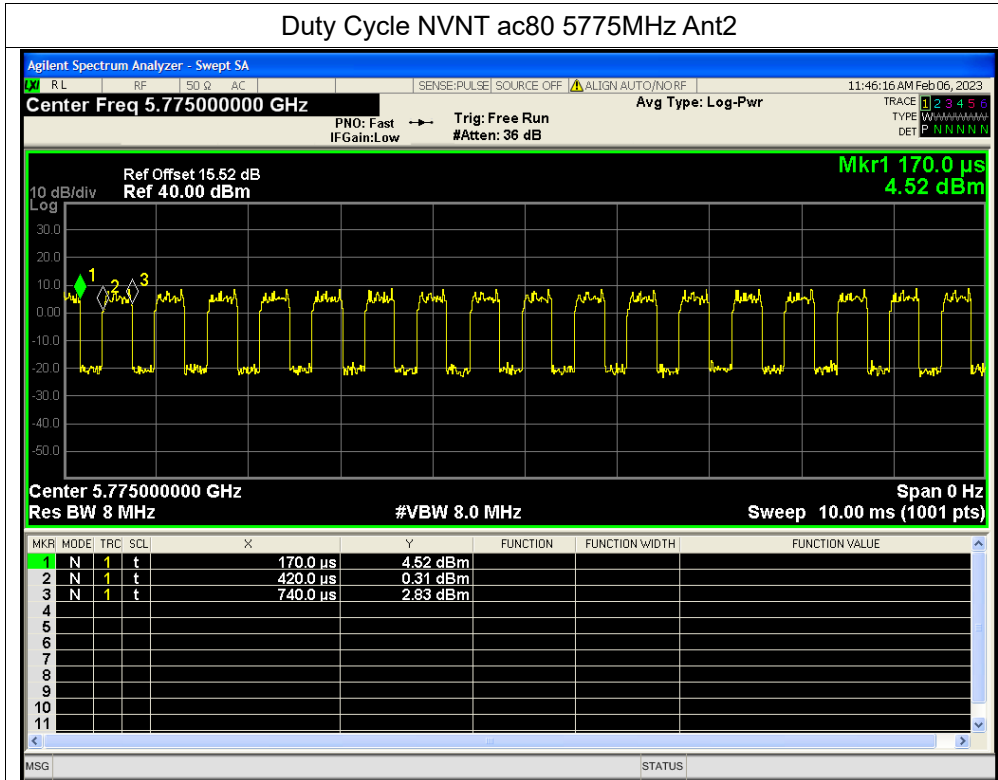 Duty Cycle NVNT ac80 5775MHz Ant2
Agilent Spectrum Analyzer - Swept SA
LXI RL RF 50 Ω AC SENSE:PULSE SOURCE OFF ALIGN AUTO/NO RF 11:46:16 AM Feb 06, 2023
Center Freq 5.775000000 GHz Avg Type: Log-Pwr TRACE 1 2 3 4 5 6
PNO: Fast Trig: Free Run TYPE WWWWWW
IFGain:Low #Atten: 36 dB DET P N N N N N
Mkr1 170.0 µs
4.52 dBm
Ref Offset 15.52 dB
10 dB/div Ref 40.00 dBm
Log
30.0
20.0
10.0
0.00
-10.0
-20.0
-30.0
-40.0
-50.0
1
2
3
Center 5.775000000 GHz Span 0 Hz
Res BW 8 MHz #VBW 8.0 MHz Sweep 10.00 ms (1001 pts)
MKR MODE TRC SCL X Y FUNCTION FUNCTION WIDTH FUNCTION VALUE
1 N 1 t 170.0 µs 4.52 dBm
2 N 1 t 420.0 µs 0.31 dBm
3 N 1 t 740.0 µs 2.83 dBm
4
5
6
7
8
9
10
11
MSG STATUS